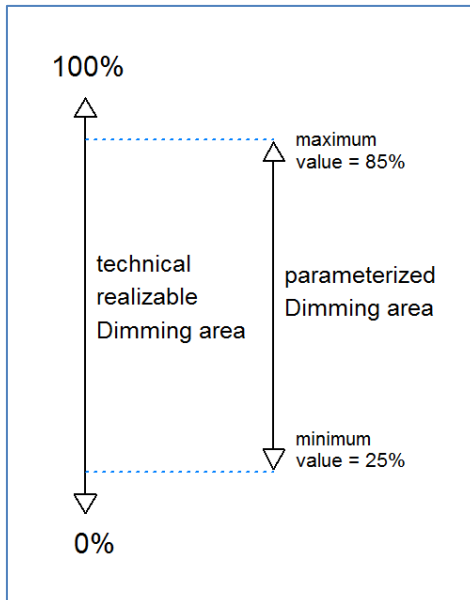 100%
maximum
value = 85%
technical
realizable
Dimming area
parameterized
Dimming area
minimum
value = 25%
0%